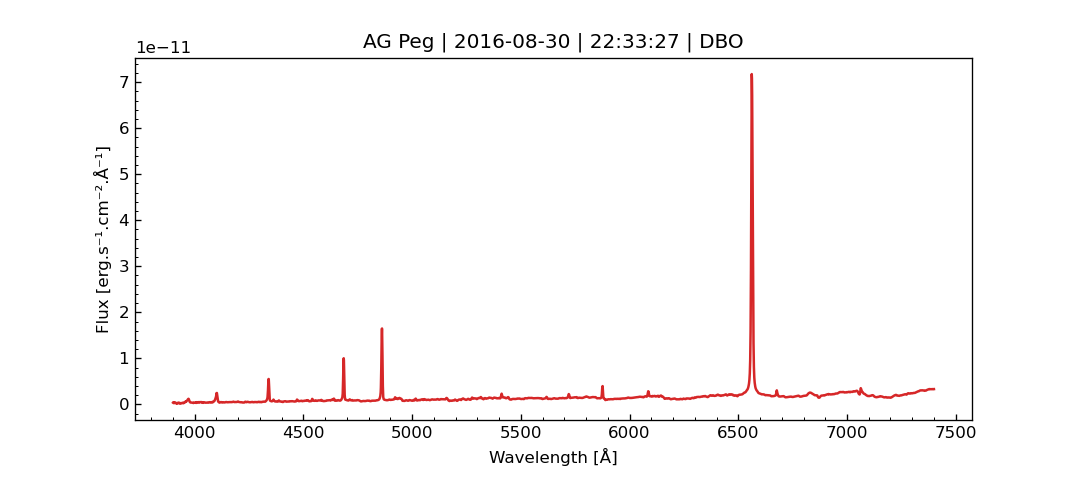 AG Peg | 2016-08-30 | 22:33:27 | DBO
1e−11
7
6
5
4
3
2
1
0
Flux [erg.s⁻¹.cm⁻².Å⁻¹]
4000 4500 5000 5500 6000 6500 7000 7500
Wavelength [Å]